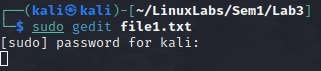 ┌──(kali㉿kali)-[~/LinuxLabs/Sem1/Lab3]
└─$ sudo gedit file1.txt
[sudo] password for kali: